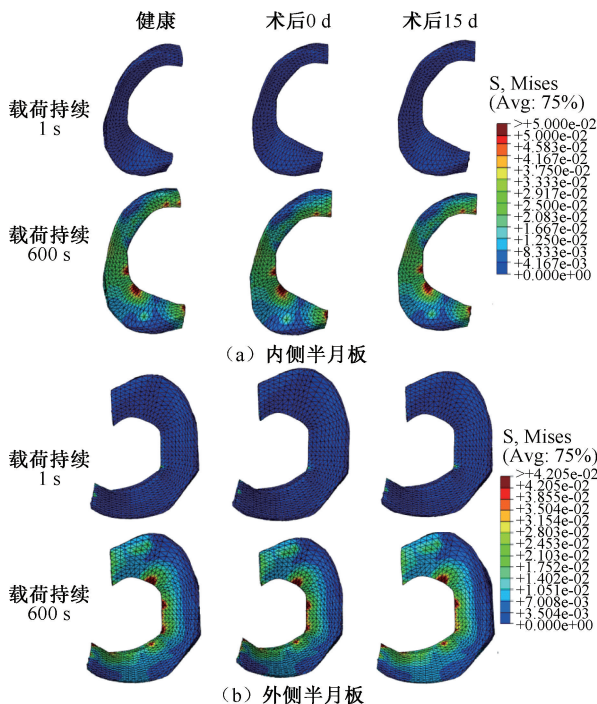 健康 术后0 d 术后15 d
载荷持续
1 s
S, Mises
(Avg: 75%)
>+5.000e-02
+5.000e-02
+4.583e-02
+4.167e-02
+3.750e-02
+3.333e-02
+2.917e-02
+2.500e-02
+2.083e-02
+1.667e-02
+1.250e-02
+8.333e-03
+4.167e-03
+0.000e+00
载荷持续
600 s
（a）内侧半月板
载荷持续
1 s
S, Mises
(Avg: 75%)
>+4.205e-02
+4.205e-02
+3.855e-02
+3.504e-02
+3.154e-02
+2.803e-02
+2.453e-02
+2.103e-02
+1.752e-02
+1.402e-02
+1.051e-02
+7.008e-03
+3.504e-03
+0.000e+00
载荷持续
600 s
（b）外侧半月板